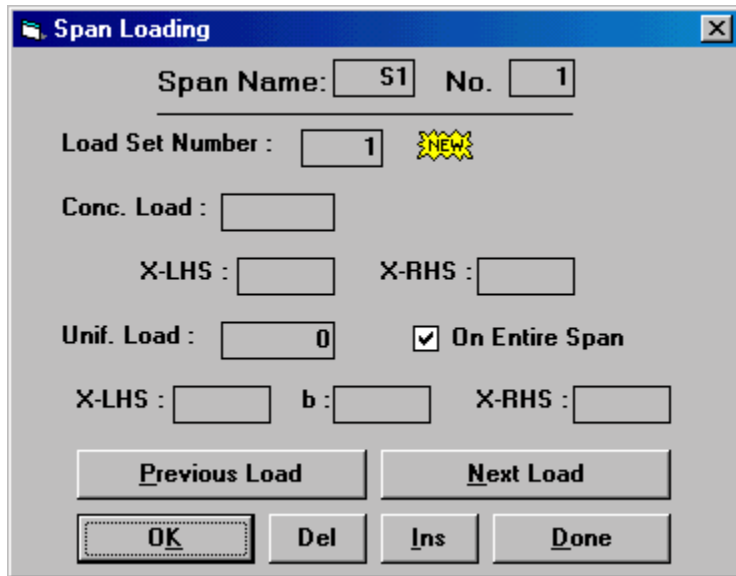 Span Loading
Span Name: S1 No. 1
Load Set Number : 1 NEW
Conc. Load :
X-LHS : X-RHS :
Unif. Load : 0 On Entire Span
X-LHS : b : X-RHS :
Previous Load Next Load
OK Del Ins Done